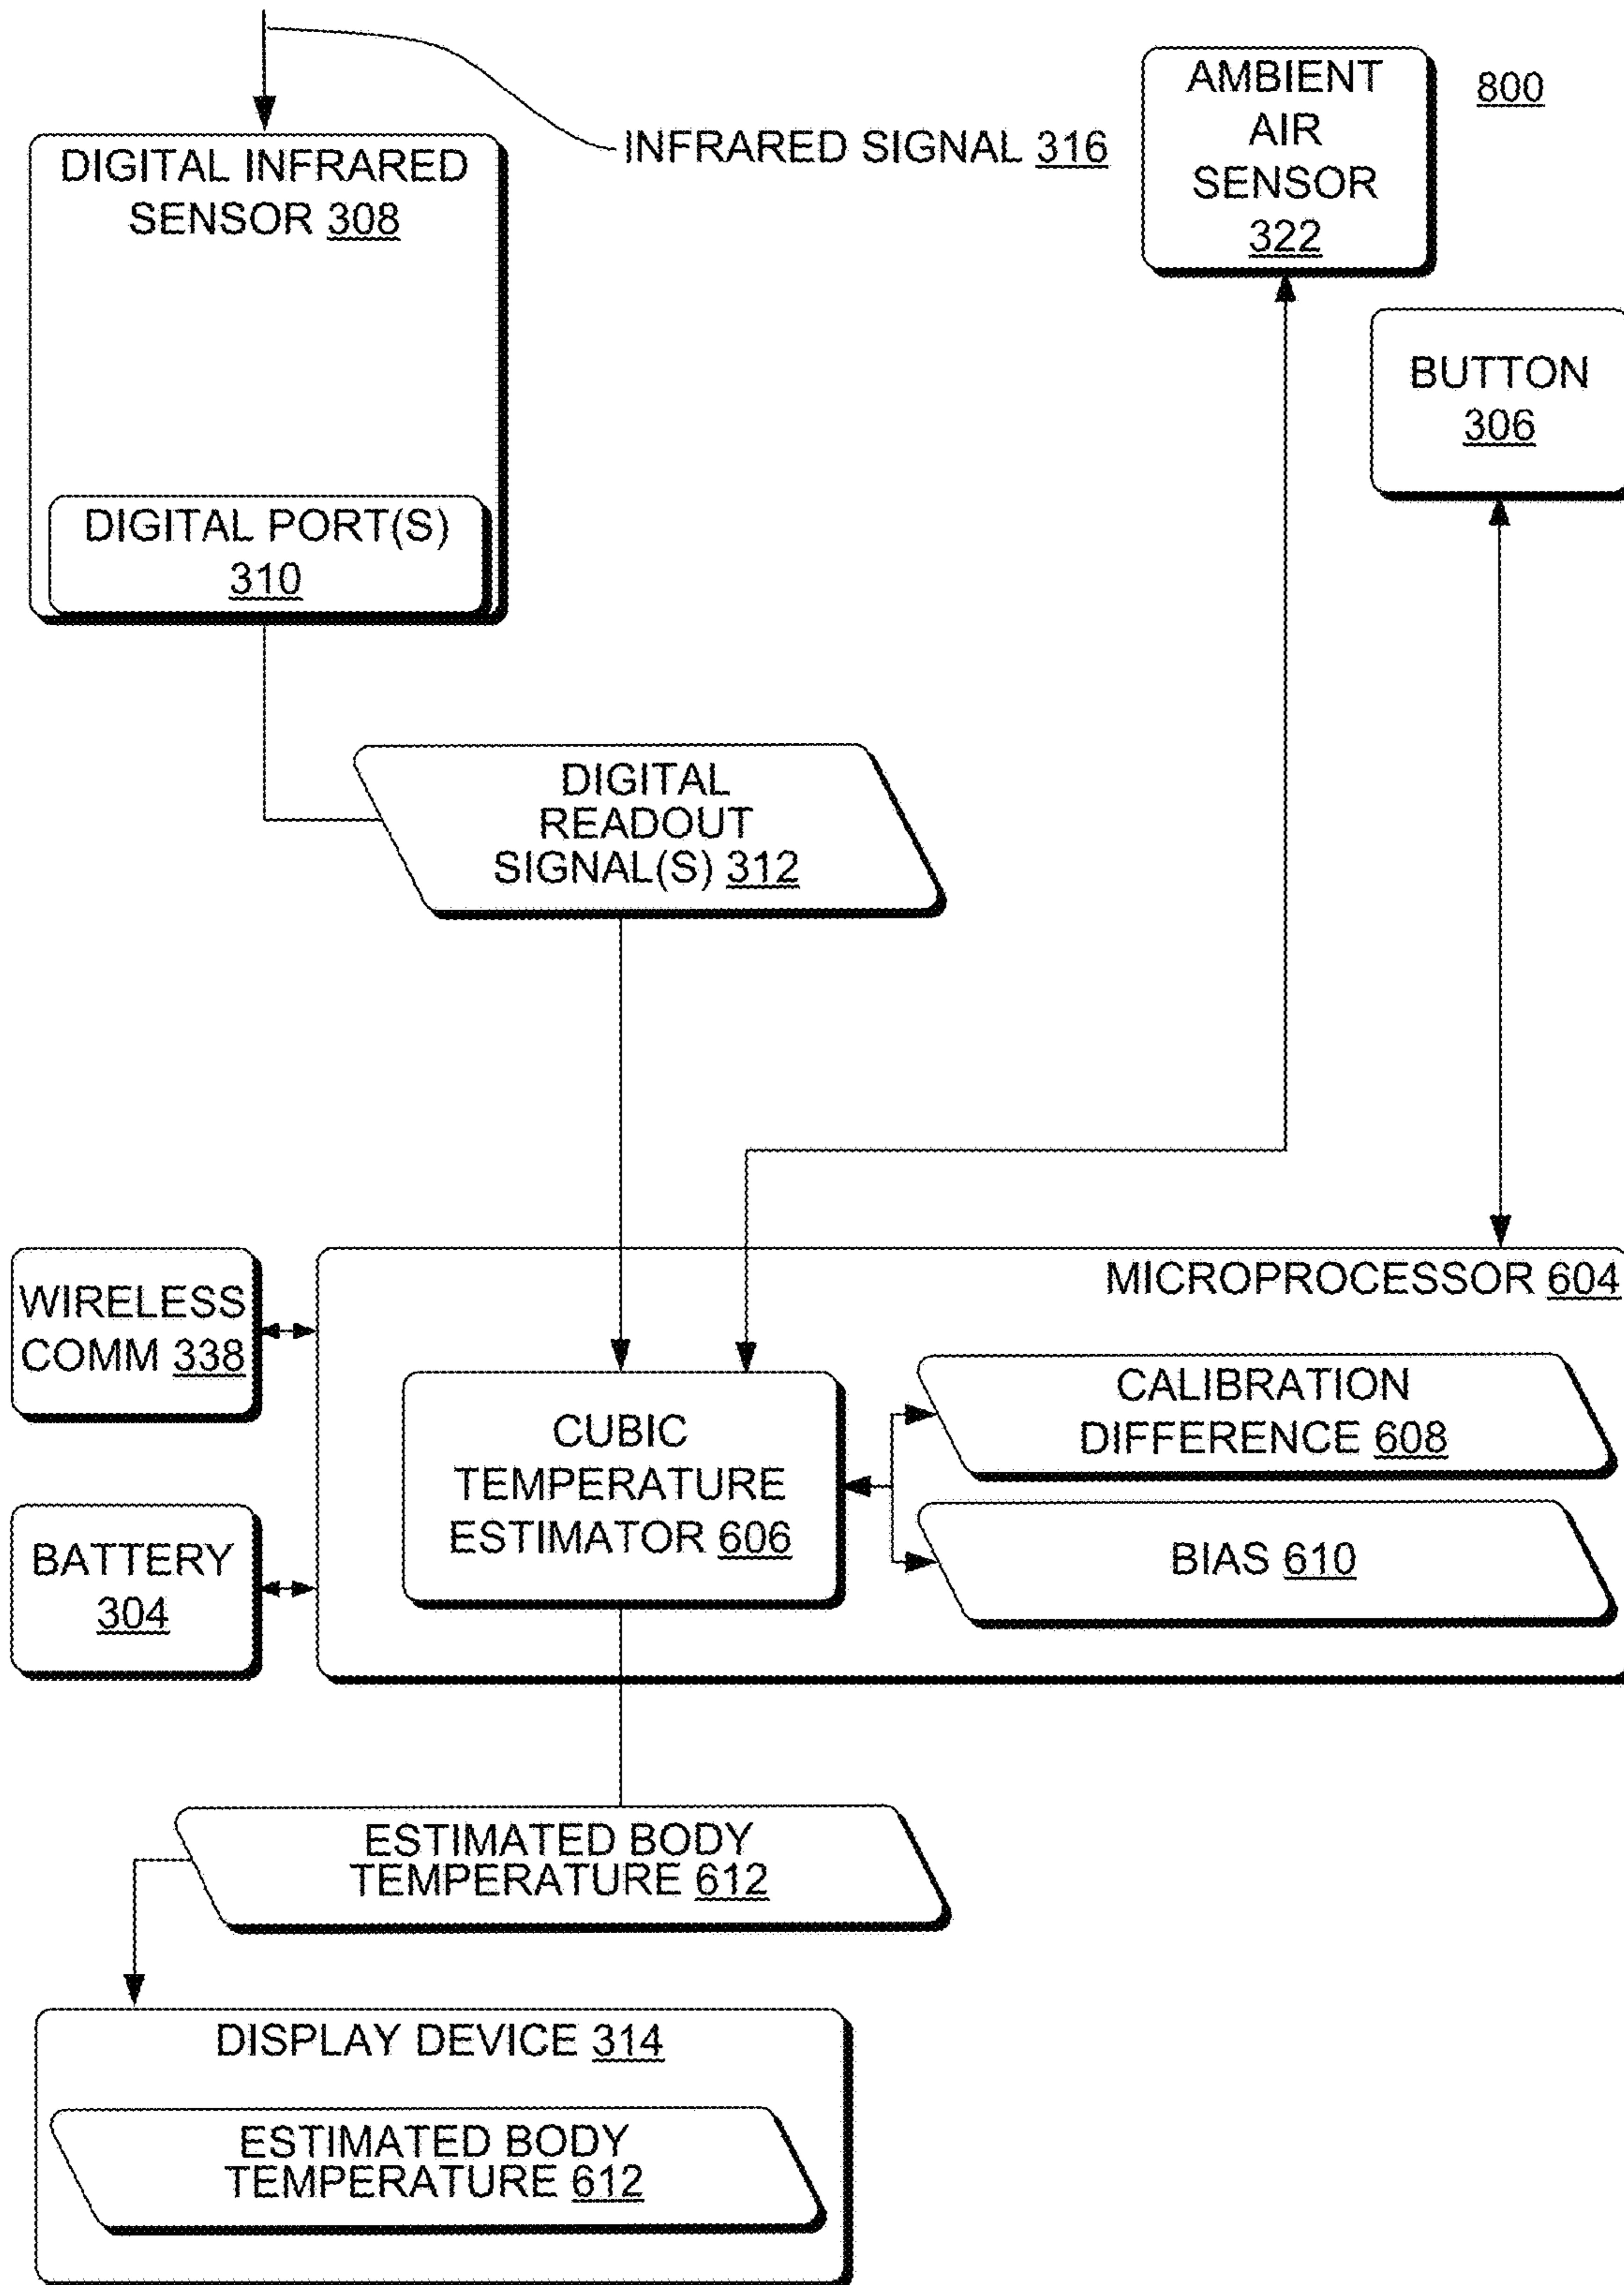 INFRARED SIGNAL 316
AMBIENT
AIR
SENSOR
322
800
DIGITAL INFRARED
SENSOR 308
BUTTON
306
DIGITAL PORT(S)
310
DIGITAL
READOUT
SIGNAL(S) 312
MICROPROCESSOR 604
WIRELESS
COMM 338
CUBIC
TEMPERATURE
ESTIMATOR 606
CALIBRATION
DIFFERENCE 608
BIAS 610
BATTERY
304
ESTIMATED BODY
TEMPERATURE 612
DISPLAY DEVICE 314
ESTIMATED BODY
TEMPERATURE 612